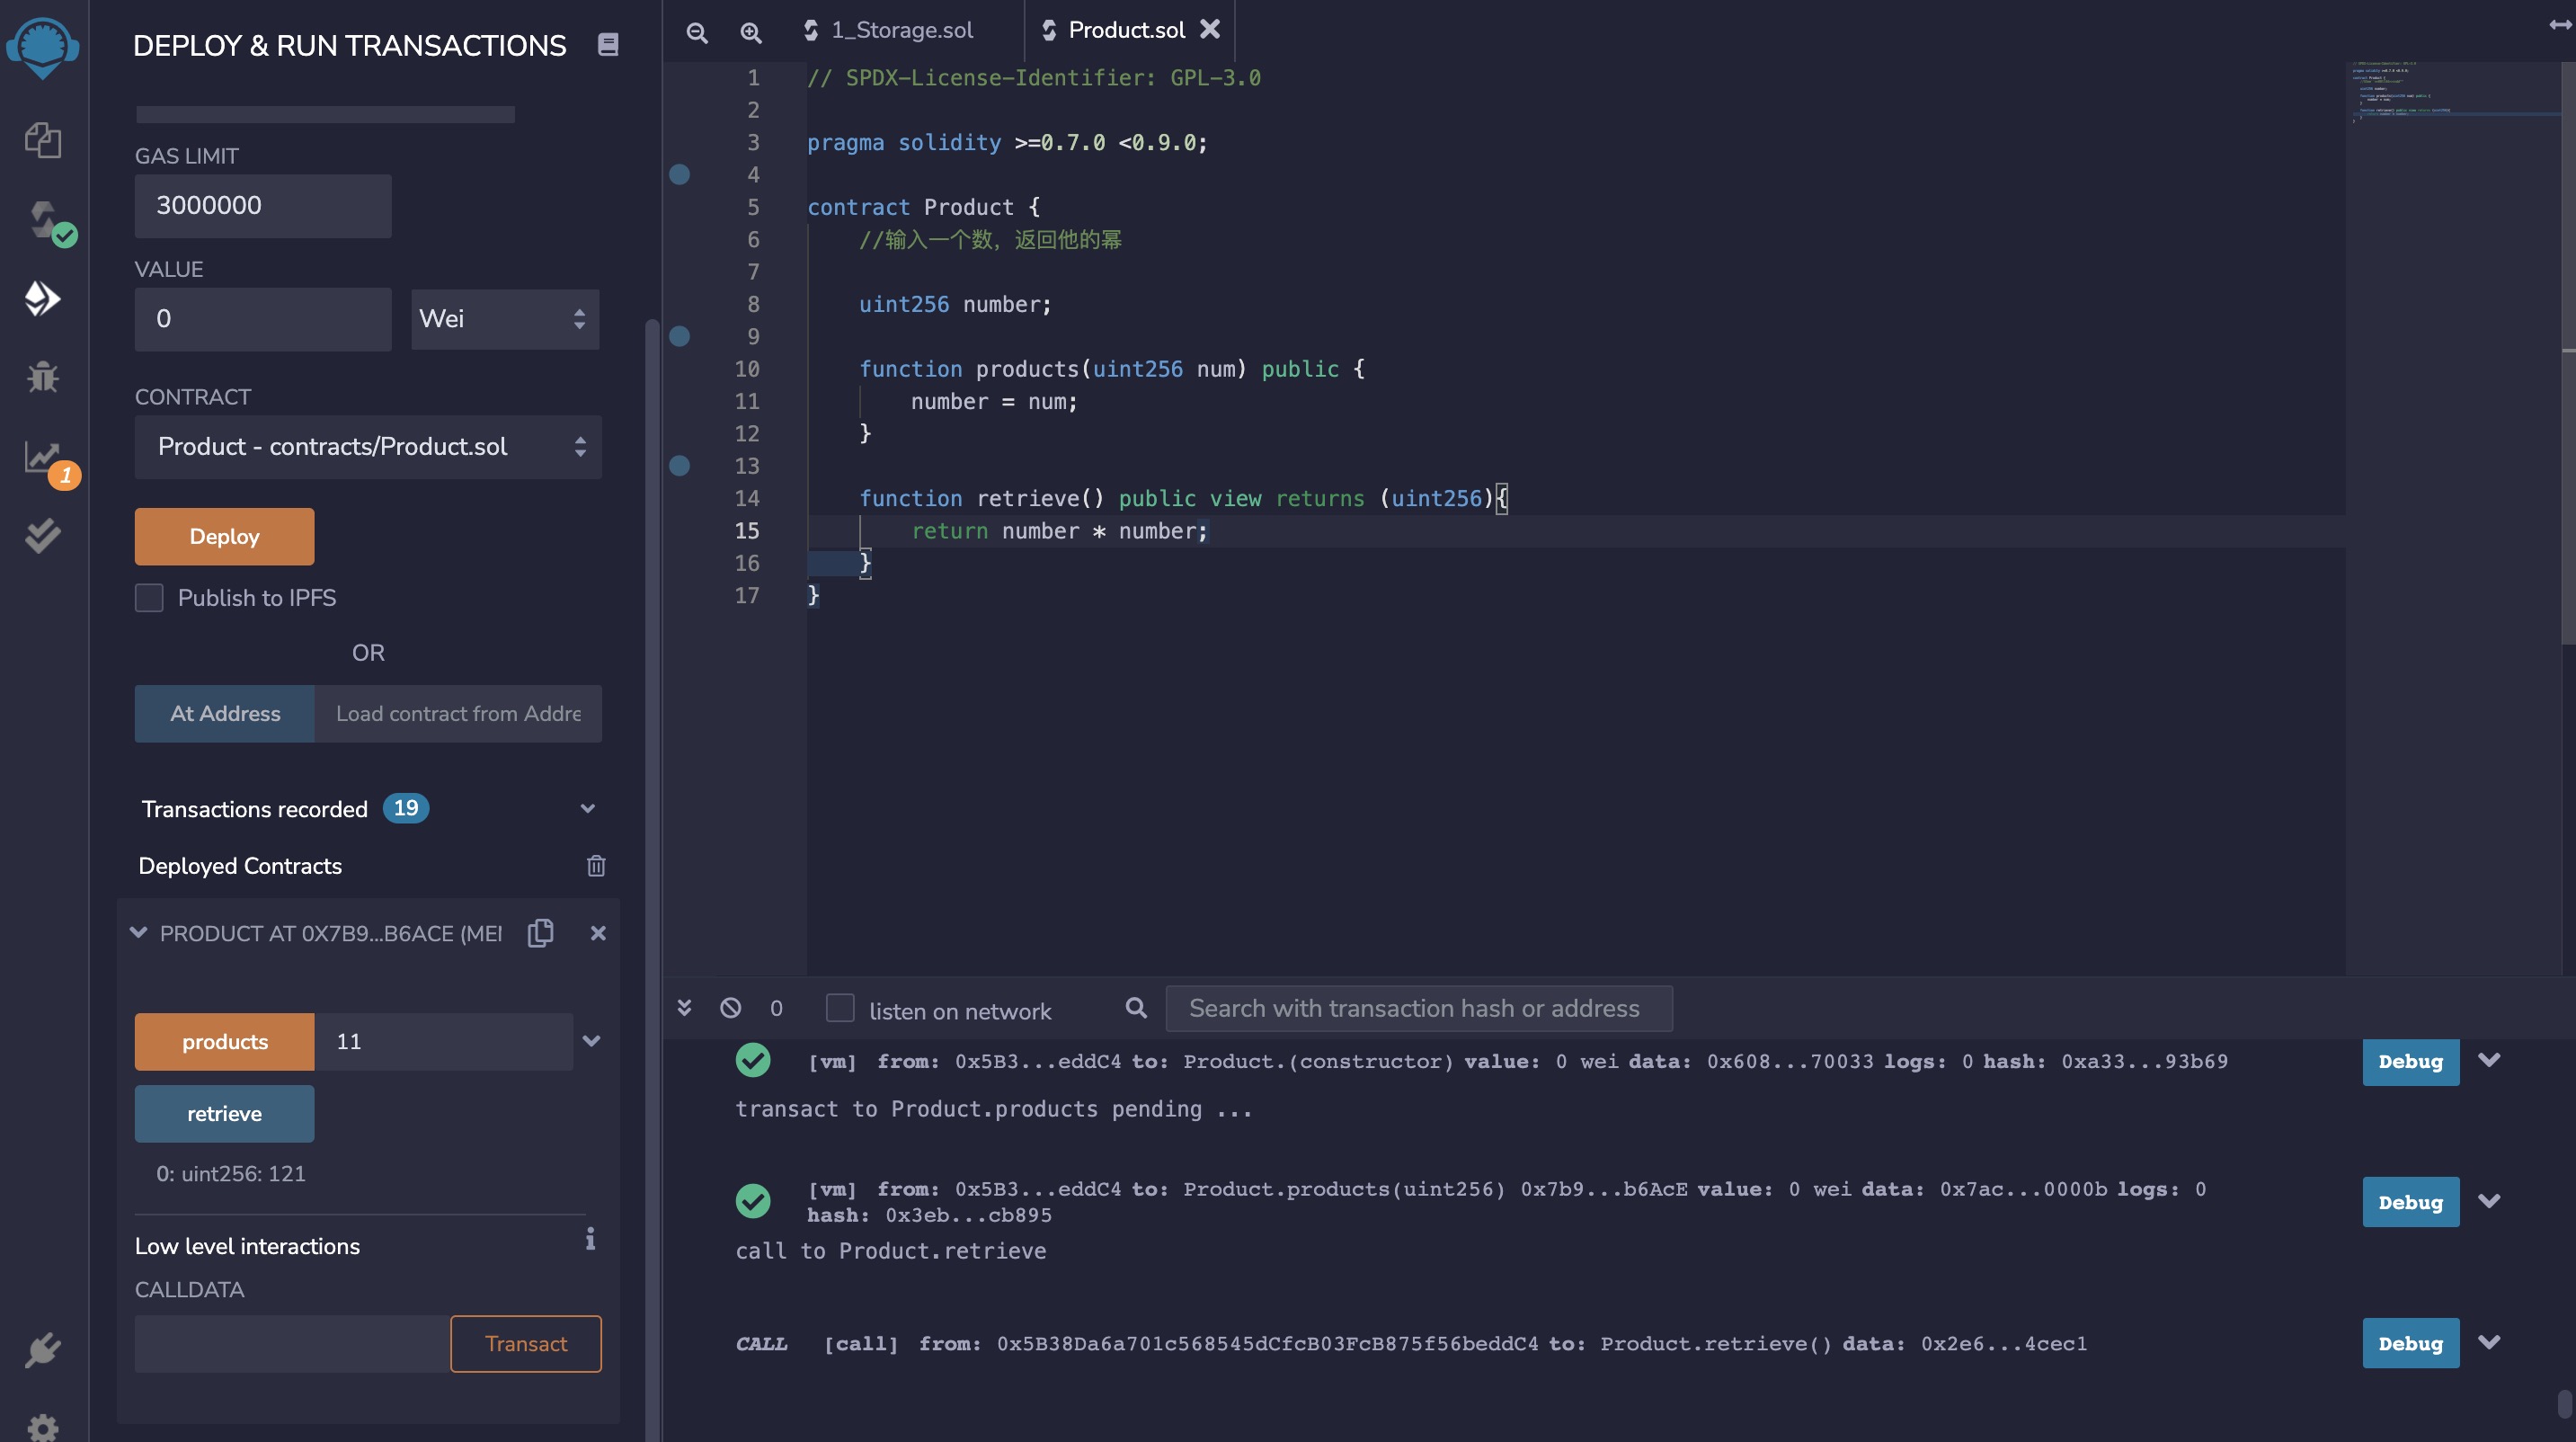 DEPLOY & RUN TRANSACTIONS
GAS LIMIT
3000000
VALUE
0
Wei
CONTRACT
Product - contracts/Product.sol
Deploy
Publish to IPFS
OR
At Address
Load contract from Addre
Transactions recorded 19
Deployed Contracts
PRODUCT AT 0X7B9...B6ACE (MEI
products 11
retrieve
0: uint256: 121
Low level interactions
i
CALLDATA
Transact
1
1_Storage.sol
Product.sol
1 // SPDX-License-Identifier: GPL-3.0
2
3 pragma solidity >=0.7.0 <0.9.0;
4
5 contract Product {
6 //输入一个数，返回他的幂
7
8 uint256 number;
9
10 function products(uint256 num) public {
11 number = num;
12 }
13
14 function retrieve() public view returns (uint256){
15 return number * number;
16 }
17 }
0
listen on network
Search with transaction hash or address
[vm] from: 0x5B3...eddC4 to: Product.(constructor) value: 0 wei data: 0x608...70033 logs: 0 hash: 0xa33...93b69
Debug
transact to Product.products pending ...
[vm] from: 0x5B3...eddC4 to: Product.products(uint256) 0x7b9...b6AcE value: 0 wei data: 0x7ac...0000b logs: 0
hash: 0x3eb...cb895
Debug
call to Product.retrieve
CALL [call] from: 0x5B38Da6a701c568545dCfcB03FcB875f56beddC4 to: Product.retrieve() data: 0x2e6...4cec1
Debug